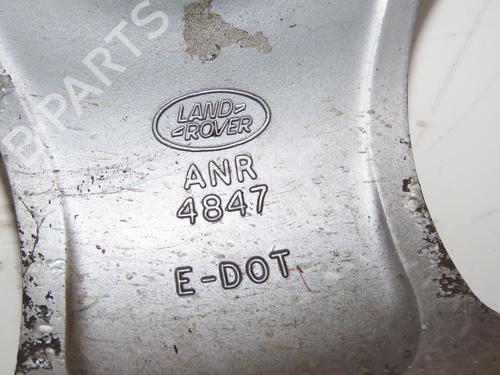 B-PARTS
LAND-
-ROVER
ANR
4847
E-DOT